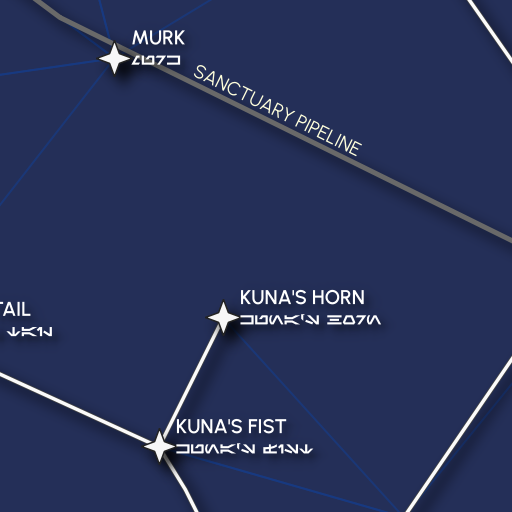 MURK
SANCTUARY PIPELINE
KUNA'S HORN
TAIL
KUNA'S FIST